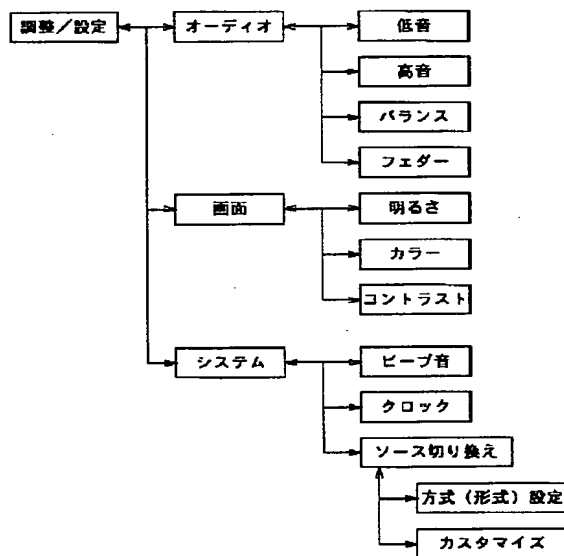 調整/設定
オーディオ
低音
高音
バランス
フェダー
画面
明るさ
カラー
コントラスト
システム
ビープ音
クロック
ソース切り換え
方式(形式)設定
カスタマイズ